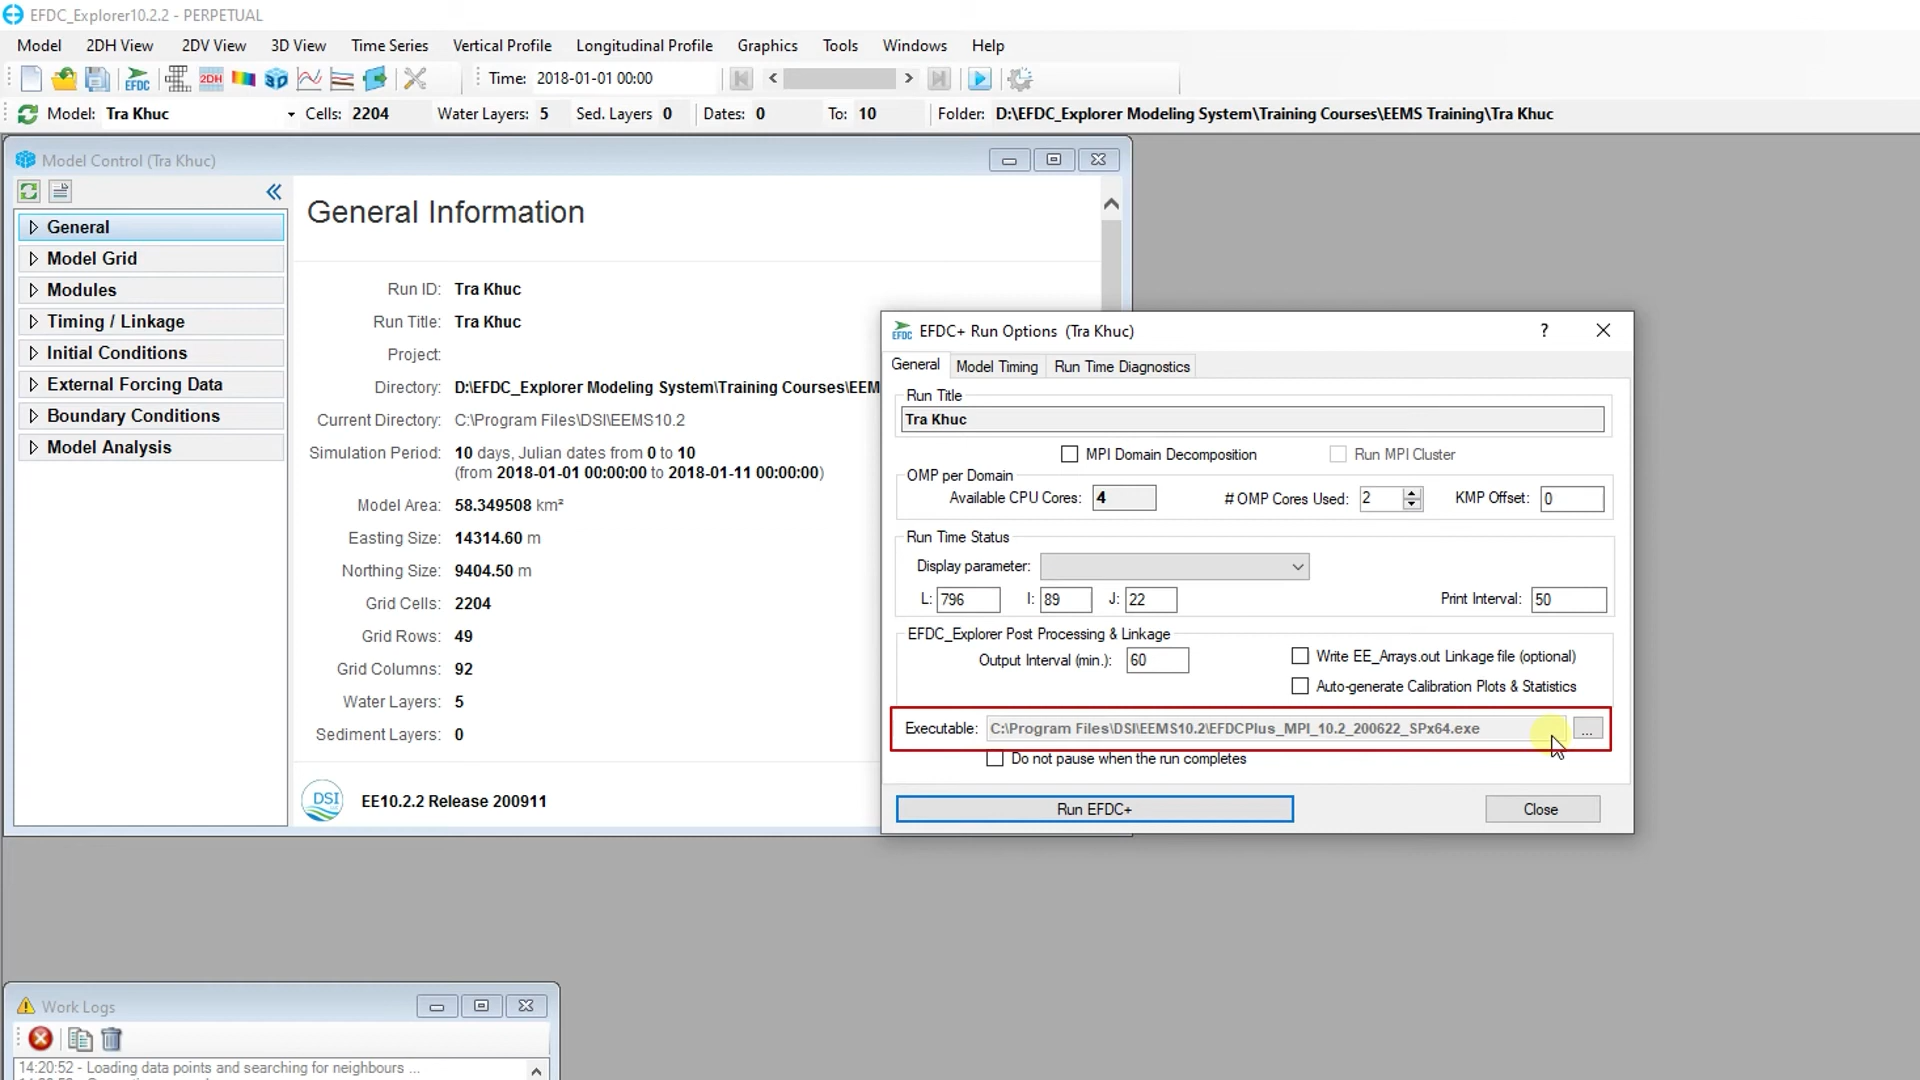 EFDC_Explorer10.2.2 - PERPETUAL
Model 2DH View 2DV View 3D View Time Series Vertical Profile Longitudinal Profile Graphics Tools Windows Help
EFDC 2DH 3D Time: 2018-01-01 00:00
Model: Tra Khuc Cells: 2204 Water Layers: 5 Sed. Layers 0 Dates: 0 To: 10 Folder: D:\EFDC_Explorer Modeling System\Training Courses\EEMS Training\Tra Khuc
Model Control (Tra Khuc)
General
Model Grid
Modules
Timing / Linkage
Initial Conditions
External Forcing Data
Boundary Conditions
Model Analysis
General Information
Run ID: Tra Khuc
Run Title: Tra Khuc
Project:
Directory: D:\EFDC_Explorer Modeling System\Training Courses\EEM
Current Directory: C:\Program Files\DSI\EEMS10.2
Simulation Period: 10 days, Julian dates from 0 to 10
(from 2018-01-01 00:00:00 to 2018-01-11 00:00:00)
Model Area: 58.349508 km²
Easting Size: 14314.60 m
Northing Size: 9404.50 m
Grid Cells: 2204
Grid Rows: 49
Grid Columns: 92
Water Layers: 5
Sediment Layers: 0
DSI EE10.2.2 Release 200911
EFDC EFDC+ Run Options (Tra Khuc) ?
General Model Timing Run Time Diagnostics
Run Title
Tra Khuc
MPI Domain Decomposition Run MPI Cluster
OMP per Domain
Available CPU Cores: 4 # OMP Cores Used: 2 KMP Offset: 0
Run Time Status
Display parameter:
L: 796 I: 89 J: 22 Print Interval: 50
EFDC_Explorer Post Processing & Linkage
Output Interval (min.): 60 Write EE_Arrays.out Linkage file (optional)
Auto-generate Calibration Plots & Statistics
Executable: C:\Program Files\DSI\EEMS10.2\EFDCPlus_MPI_10.2_200622_SPx64.exe ...
Do not pause when the run completes
Run EFDC+ Close
Work Logs
14:20:52 - Loading data points and searching for neighbours ...